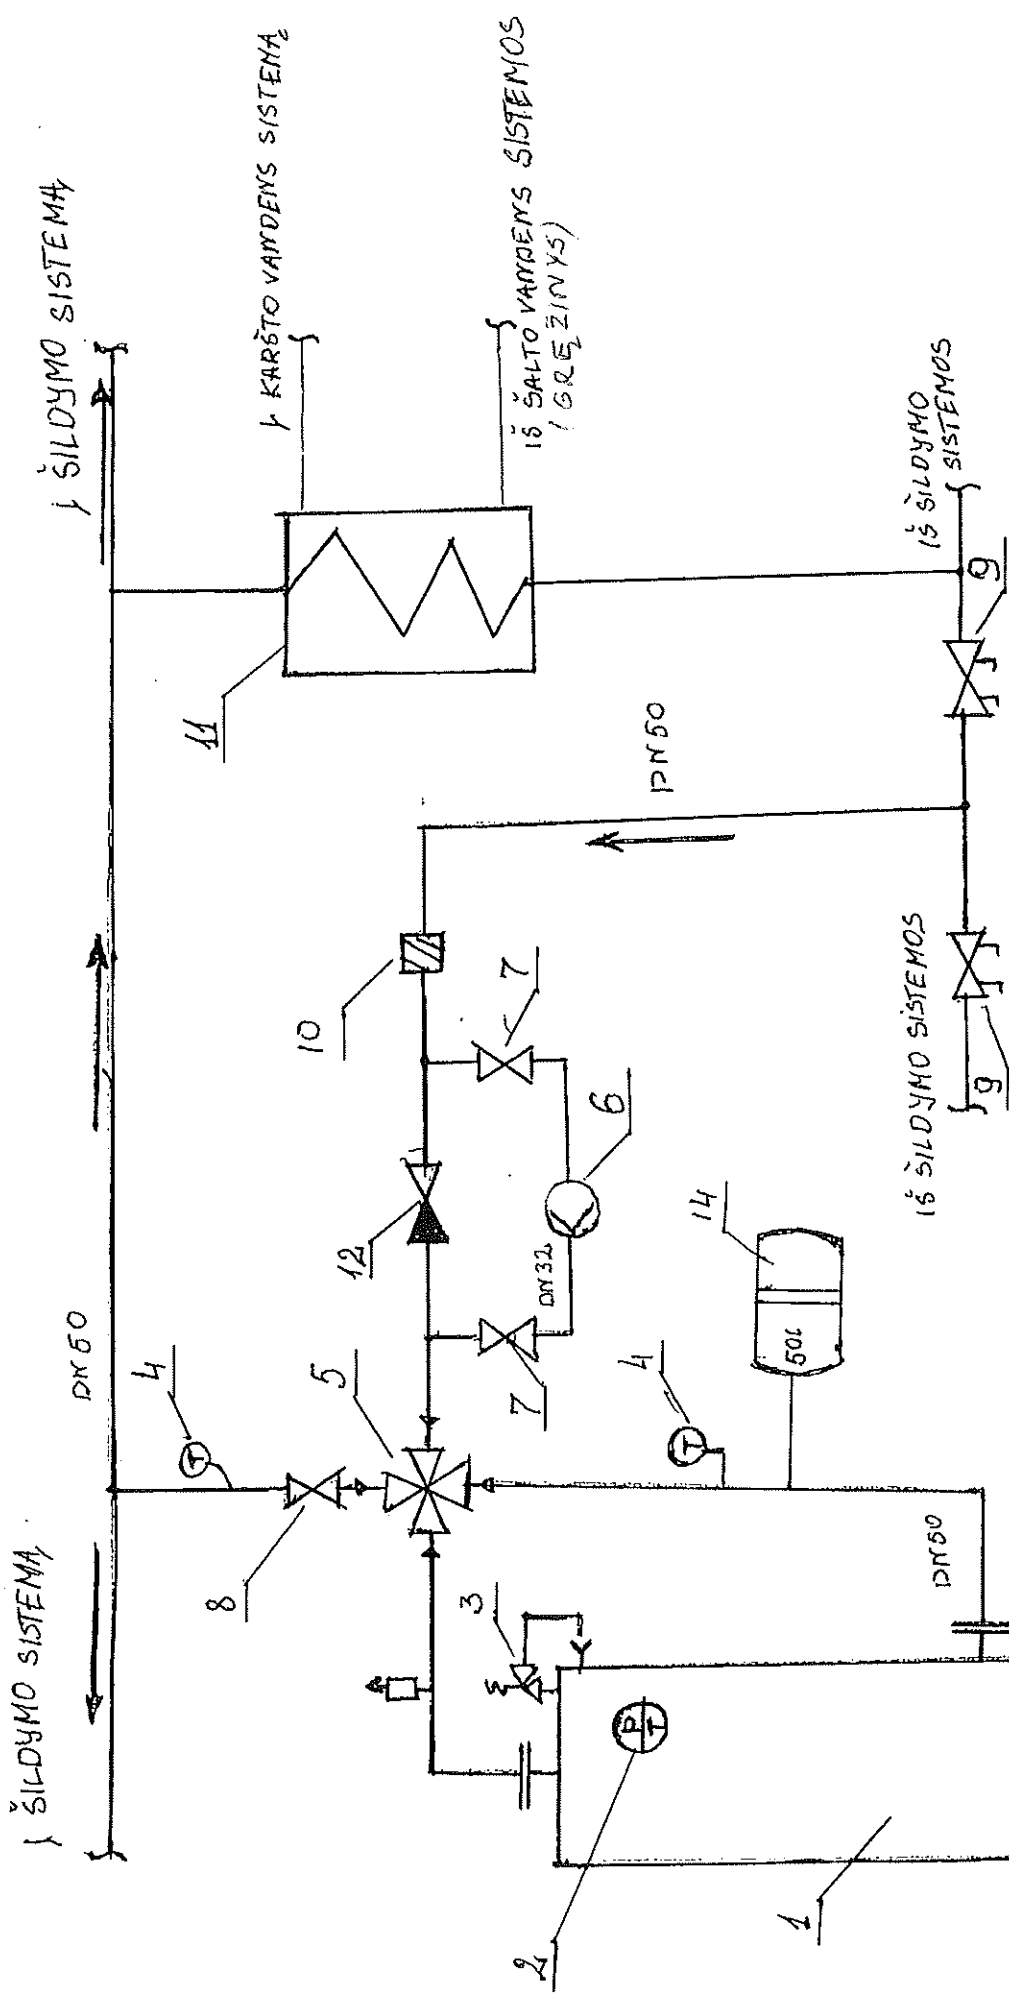 Į ŠILDYMO SISTEMĄ
DN50
Į ŠILDYMO SISTEMĄ
4
T
8
5
12
10
11
Į KARŠTO VANDENS SISTEMĄ
IŠ ŠALTO VANDENS SISTEMOS
(GRĘŽINYS)
7
7
DN32
6
DN50
3
2
P
T
1
4
T
14
50L
DN50
IŠ ŠILDYMO SISTEMOS
9
IŠ ŠILDYMO
SISTEMOS
9